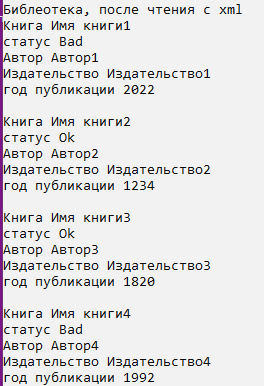 Библеотека, после чтения с xml
Книга Имя книги1
статус Bad
Автор Автор1
Издательство Издательство1
год публикации 2022
Книга Имя книги2
статус Ok
Автор Автор2
Издательство Издательство2
год публикации 1234
Книга Имя книги3
статус Ok
Автор Автор3
Издательство Издательство3
год публикации 1820
Книга Имя книги4
статус Bad
Автор Автор4
Издательство Издательство4
год публикации 1992